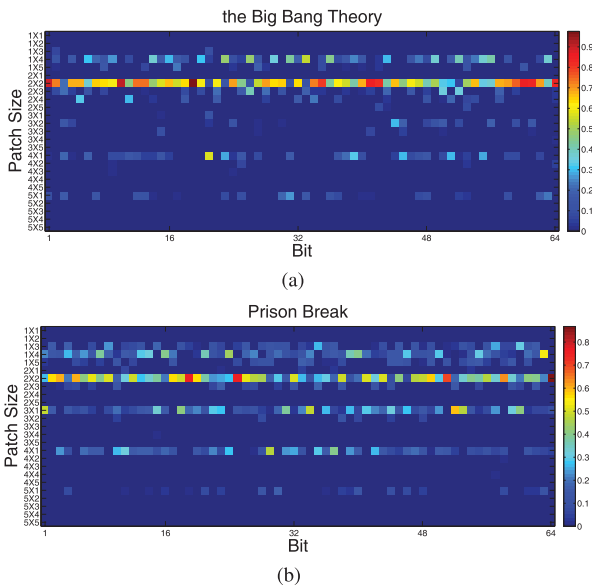 the Big Bang Theory
Patch Size
1X1
1X2
1X3
1X4
1X5
2X1
2X2
2X3
2X4
2X5
3X1
3X2
3X3
3X4
3X5
4X1
4X2
4X3
4X4
4X5
5X1
5X2
5X3
5X4
5X5
1 16 32 48 64
Bit
0.9
0.8
0.7
0.6
0.5
0.4
0.3
0.2
0.1
0
(a)
Prison Break
Patch Size
1X1
1X2
1X3
1X4
1X5
2X1
2X2
2X3
2X4
2X5
3X1
3X2
3X3
3X4
3X5
4X1
4X2
4X3
4X4
4X5
5X1
5X2
5X3
5X4
5X5
1 16 32 48 64
Bit
0.8
0.7
0.6
0.5
0.4
0.3
0.2
0.1
0
(b)